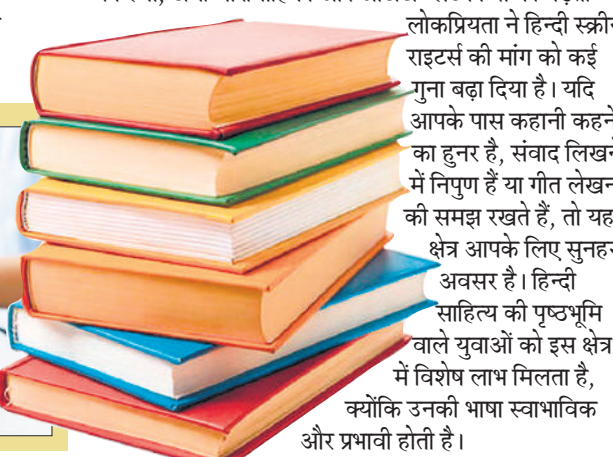 लोकप्रियता ने हिन्दी स्क्रीन
राइटर्स की मांग को कई
गुना बढ़ा दिया है। यदि
आपके पास कहानी कहने
का हुनर है, संवाद लिखने
में निपुण हैं या गीत लेखन
की समझ रखते हैं, तो यह
क्षेत्र आपके लिए सुनहरा
अवसर है। हिन्दी
साहित्य की पृष्ठभूमि
वाले युवाओं को इस क्षेत्र
में विशेष लाभ मिलता है,
क्योंकि उनकी भाषा स्वाभाविक
और प्रभावी होती है।